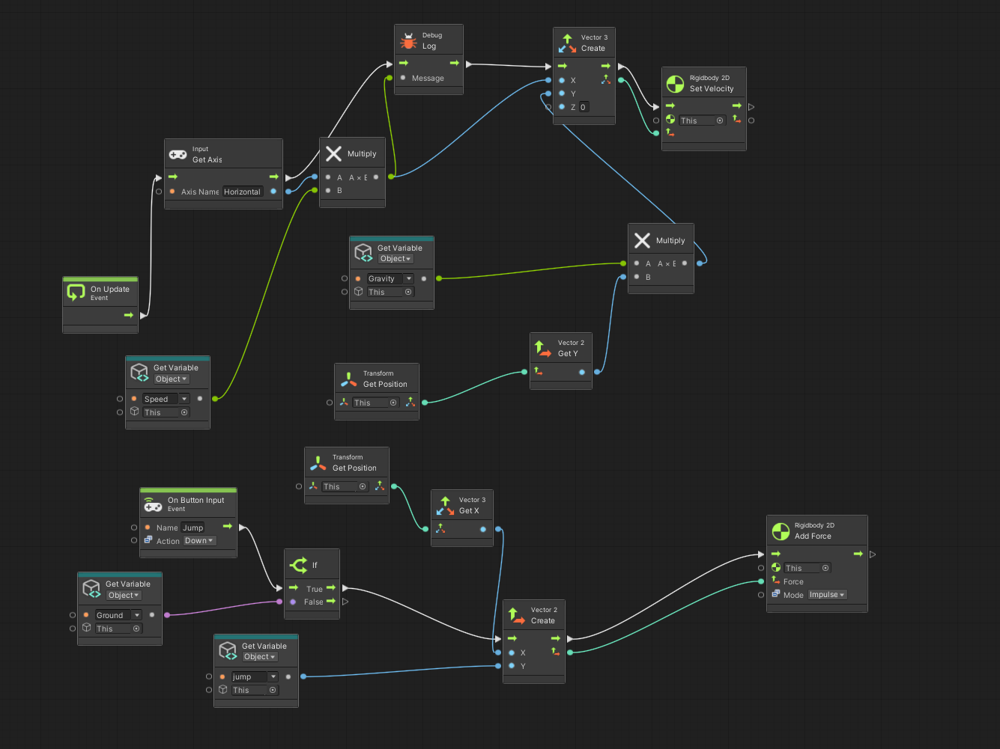 Debug
Log
Message
Vector 3
Create
X
Y
Z 0
Rigidbody 2D
Set Velocity
This
Input
Get Axis
Axis Name Horizontal
Multiply
A A × B
B
Get Variable
Object
Gravity
This
Multiply
A A × B
B
On Update
Event
Vector 2
Get Y
Get Variable
Object
Speed
This
Transform
Get Position
This
Transform
Get Position
This
On Button Input
Event
Name Jump
Action Down
Vector 3
Get X
Rigidbody 2D
Add Force
This
Force
Mode Impulse
If
True
False
Get Variable
Object
Ground
This
Vector 2
Create
X
Y
Get Variable
Object
jump
This